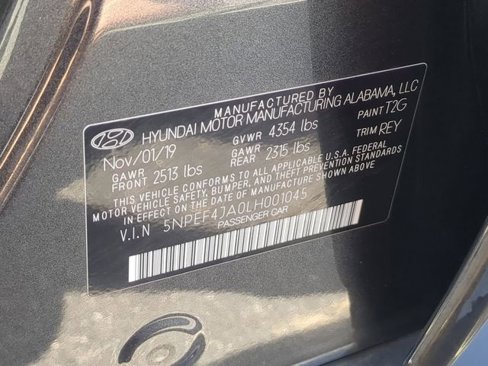 MANUFACTURED BY
HYUNDAI MOTOR MANUFACTURING ALABAMA, LLC
Nov/01/19 GVWR 4354 lbs PAINT T2G
GAWR FRONT 2513 lbs GAWR REAR 2315 lbs TRIM REY
THIS VEHICLE CONFORMS TO ALL APPLICABLE U.S.A. FEDERAL
MOTOR VEHICLE SAFETY, BUMPER, AND THEFT PREVENTION STANDARDS
IN EFFECT ON THE DATE OF MANUFACTURE SHOWN ABOVE.
V.I.N 5NPEF4JA0LH001045
PASSENGER CAR